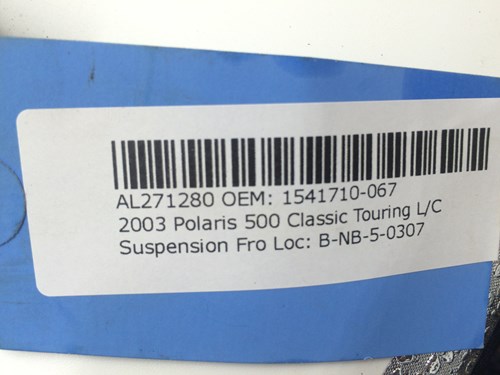 AL271280 OEM: 1541710-067
2003 Polaris 500 Classic Touring L/C
Suspension Fro Loc: B-NB-5-0307